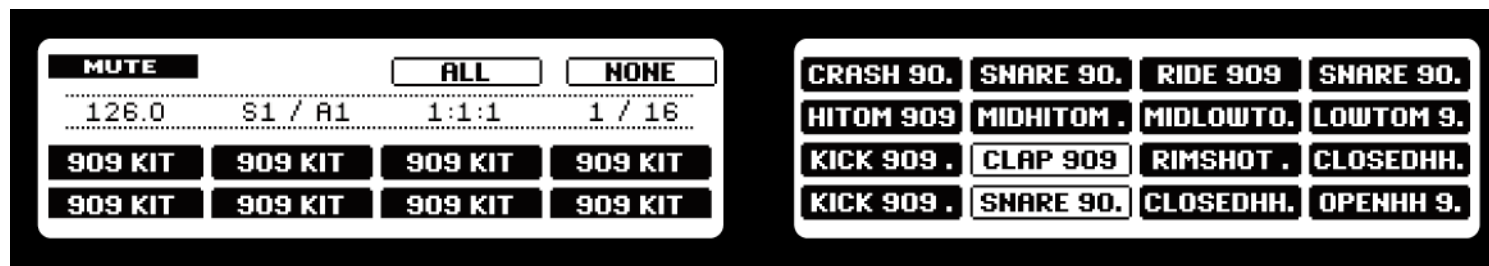 MUTE ALL NONE
126.0 S1 / A1 1:1:1 1 / 16
909 KIT 909 KIT 909 KIT 909 KIT
909 KIT 909 KIT 909 KIT 909 KIT
CRASH 90. SNARE 90. RIDE 909 SNARE 90.
HITOM 909 MIDHITOM . MIDLOWTO. LOWTOM 9.
KICK 909 . CLAP 909 RIMSHOT . CLOSEDHH.
KICK 909 . SNARE 90. CLOSEDHH. OPENHH 9.